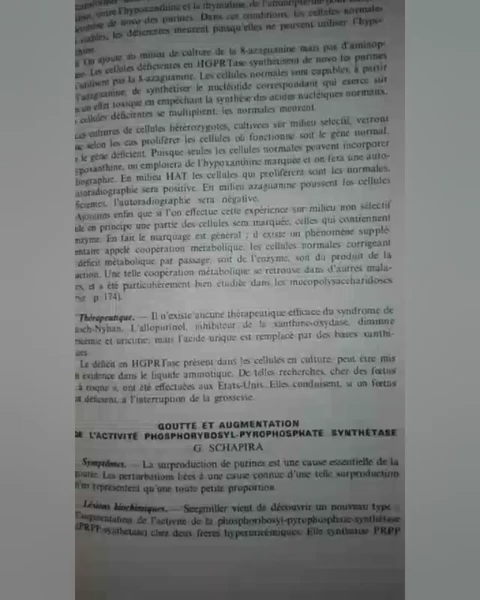 entre l'hypoxanthine et la thymidine, de l'aminoptérine pour
synthèse de novo des purines. Dans ces conditions, les cellules normales
les déficientes meurent puisqu'elles ne peuvent utiliser l'hypo-
On ajoute au milieu de culture de la 8-azaguanine mais pas d'aminop-
Les cellules déficientes en HGPRTase synthétisent de novo les purines
utilisent pas la 8-azaguanine. Les cellules normales sont capables, à partir
l'azaguanine, de synthétiser le nucléotide correspondant qui exerce sur
un effet toxique en empêchant la synthèse des acides nucléiques normaux.
cellules déficientes se multiplient, les normales meurent.
cultures de cellules hétérozygotes, cultivées sur milieu sélectif, verront
selon les cas proliférer les cellules où fonctionne soit le gène normal,
le gène déficient. Puisque seules les cellules normales peuvent incorporer
ypoxanthine, on emploiera de l'hypoxanthine marquée et on fera une auto-
diographie. En milieu HAT les cellules qui prolifèrent sont les normales,
autoradiographie sera positive. En milieu azaguanine poussent les cellules
l'autoradiographie sera négative.
enfin que si l'on effectue cette expérience sur milieu non sélectif
en principe une partie des cellules sera marquée, celles qui contiennent
enzyme. En fait le marquage est général ; il existe un phénomène supplé-
entaire appelé coopération métabolique, les cellules normales corrigeant
déficit métabolique par passage, soit de l'enzyme, soit du produit de la
action. Une telle coopération métabolique se retrouve dans d'autres mala-
es, et a été particulièrement bien étudiée dans les mucopolysaccharidoses
p. 174).
Thérapeutique. — Il n'existe aucune thérapeutique efficace du syndrome de
esch-Nyhan. L'allopurinol, inhibiteur de la xanthine-oxydase, diminue
uricémie et uricurie, mais l'acide urique est remplacé par des bases xanthi-
ues.
Le déficit en HGPRTase présent dans les cellules en culture, peut être mis
n évidence dans le liquide amniotique. De telles recherches, chez des fœtus
à risque », ont été effectuées aux Etats-Unis. Elles conduisent, si un fœtus
st déficient, à l'interruption de la grossesse.
GOUTTE ET AUGMENTATION
DE L'ACTIVITÉ PHOSPHORYBOSYL-PYROPHOSPHATE SYNTHÉTASE
G SCHAPIRA
Symptômes. — La surproduction de purines est une cause essentielle de la
goutte. Les perturbations liées à une cause connue d'une telle surproduction
n'en représentent qu'une toute petite proportion.
Lésions biochimiques. — Seegmiller vient de découvrir un nouveau type :
l'augmentation de l'activité de la phosphoribosyl-pyrophosphate-synthétase
(PRPP synthétase) chez deux frères hyperuricémiques. Elle synthétise PRPP